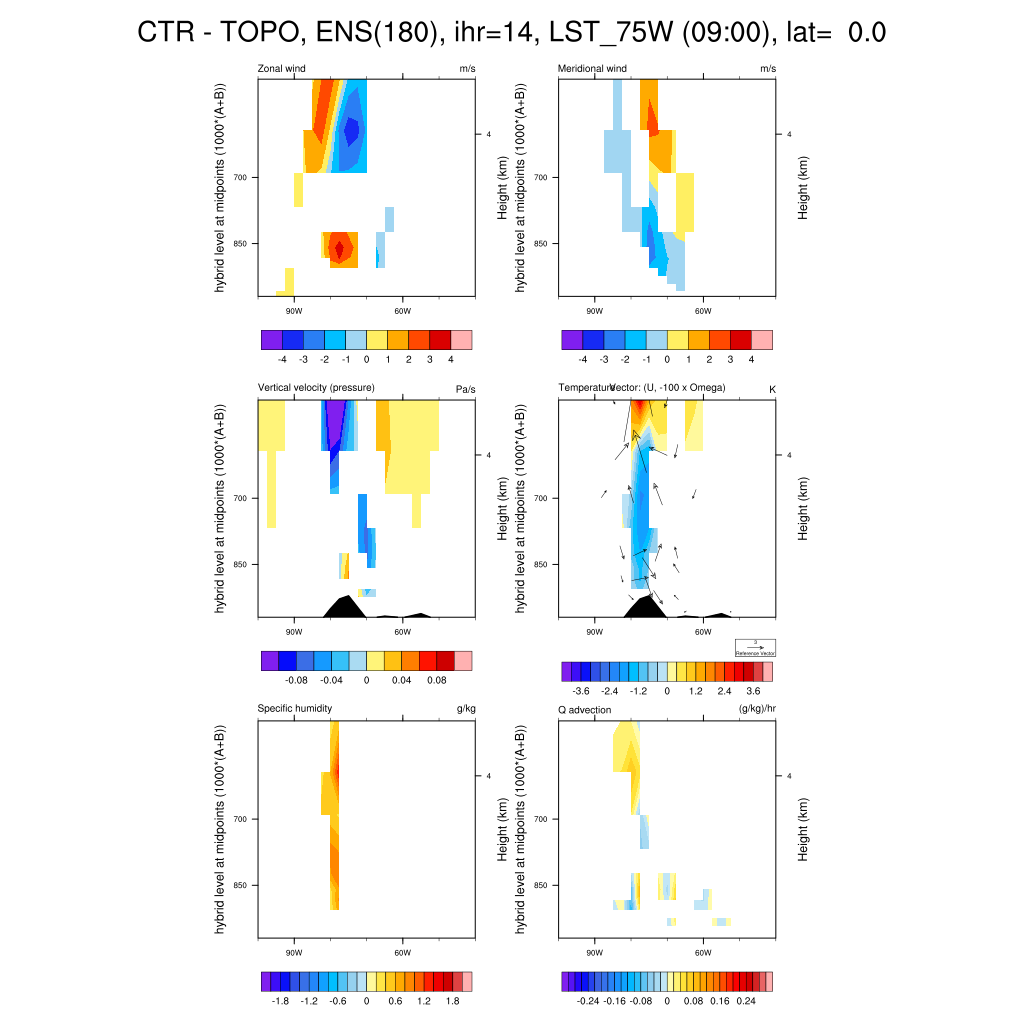 CTR - TOPO, ENS(180), ihr=14, LST_75W (09:00), lat=  0.0
Zonal wind m/s
hybrid level at midpoints (1000*(A+B))
700
850
4
Height (km)
90W 60W
-4 -3 -2 -1 0 1 2 3 4
Meridional wind m/s
hybrid level at midpoints (1000*(A+B))
700
850
4
Height (km)
90W 60W
-4 -3 -2 -1 0 1 2 3 4
Vertical velocity (pressure) Pa/s
hybrid level at midpoints (1000*(A+B))
700
850
4
Height (km)
90W 60W
-0.08 -0.04 0 0.04 0.08
Temperature Vector: (U, -100 x Omega) K
hybrid level at midpoints (1000*(A+B))
700
850
4
Height (km)
90W 60W
3
Reference Vector
-3.6 -2.4 -1.2 0 1.2 2.4 3.6
Specific humidity g/kg
hybrid level at midpoints (1000*(A+B))
700
850
4
Height (km)
90W 60W
-1.8 -1.2 -0.6 0 0.6 1.2 1.8
Q advection (g/kg)/hr
hybrid level at midpoints (1000*(A+B))
700
850
4
Height (km)
90W 60W
-0.24 -0.16 -0.08 0 0.08 0.16 0.24